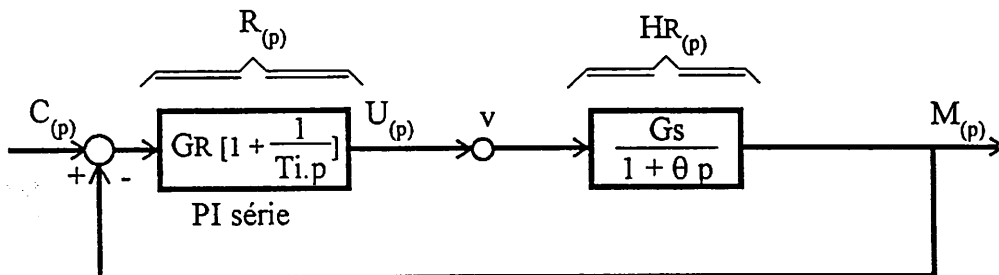 R(p)
HR(p)
C(p)
GR [1 + 1/Ti.p]
U(p)
v
Gs
1 + θ p
M(p)
+ -
PI série